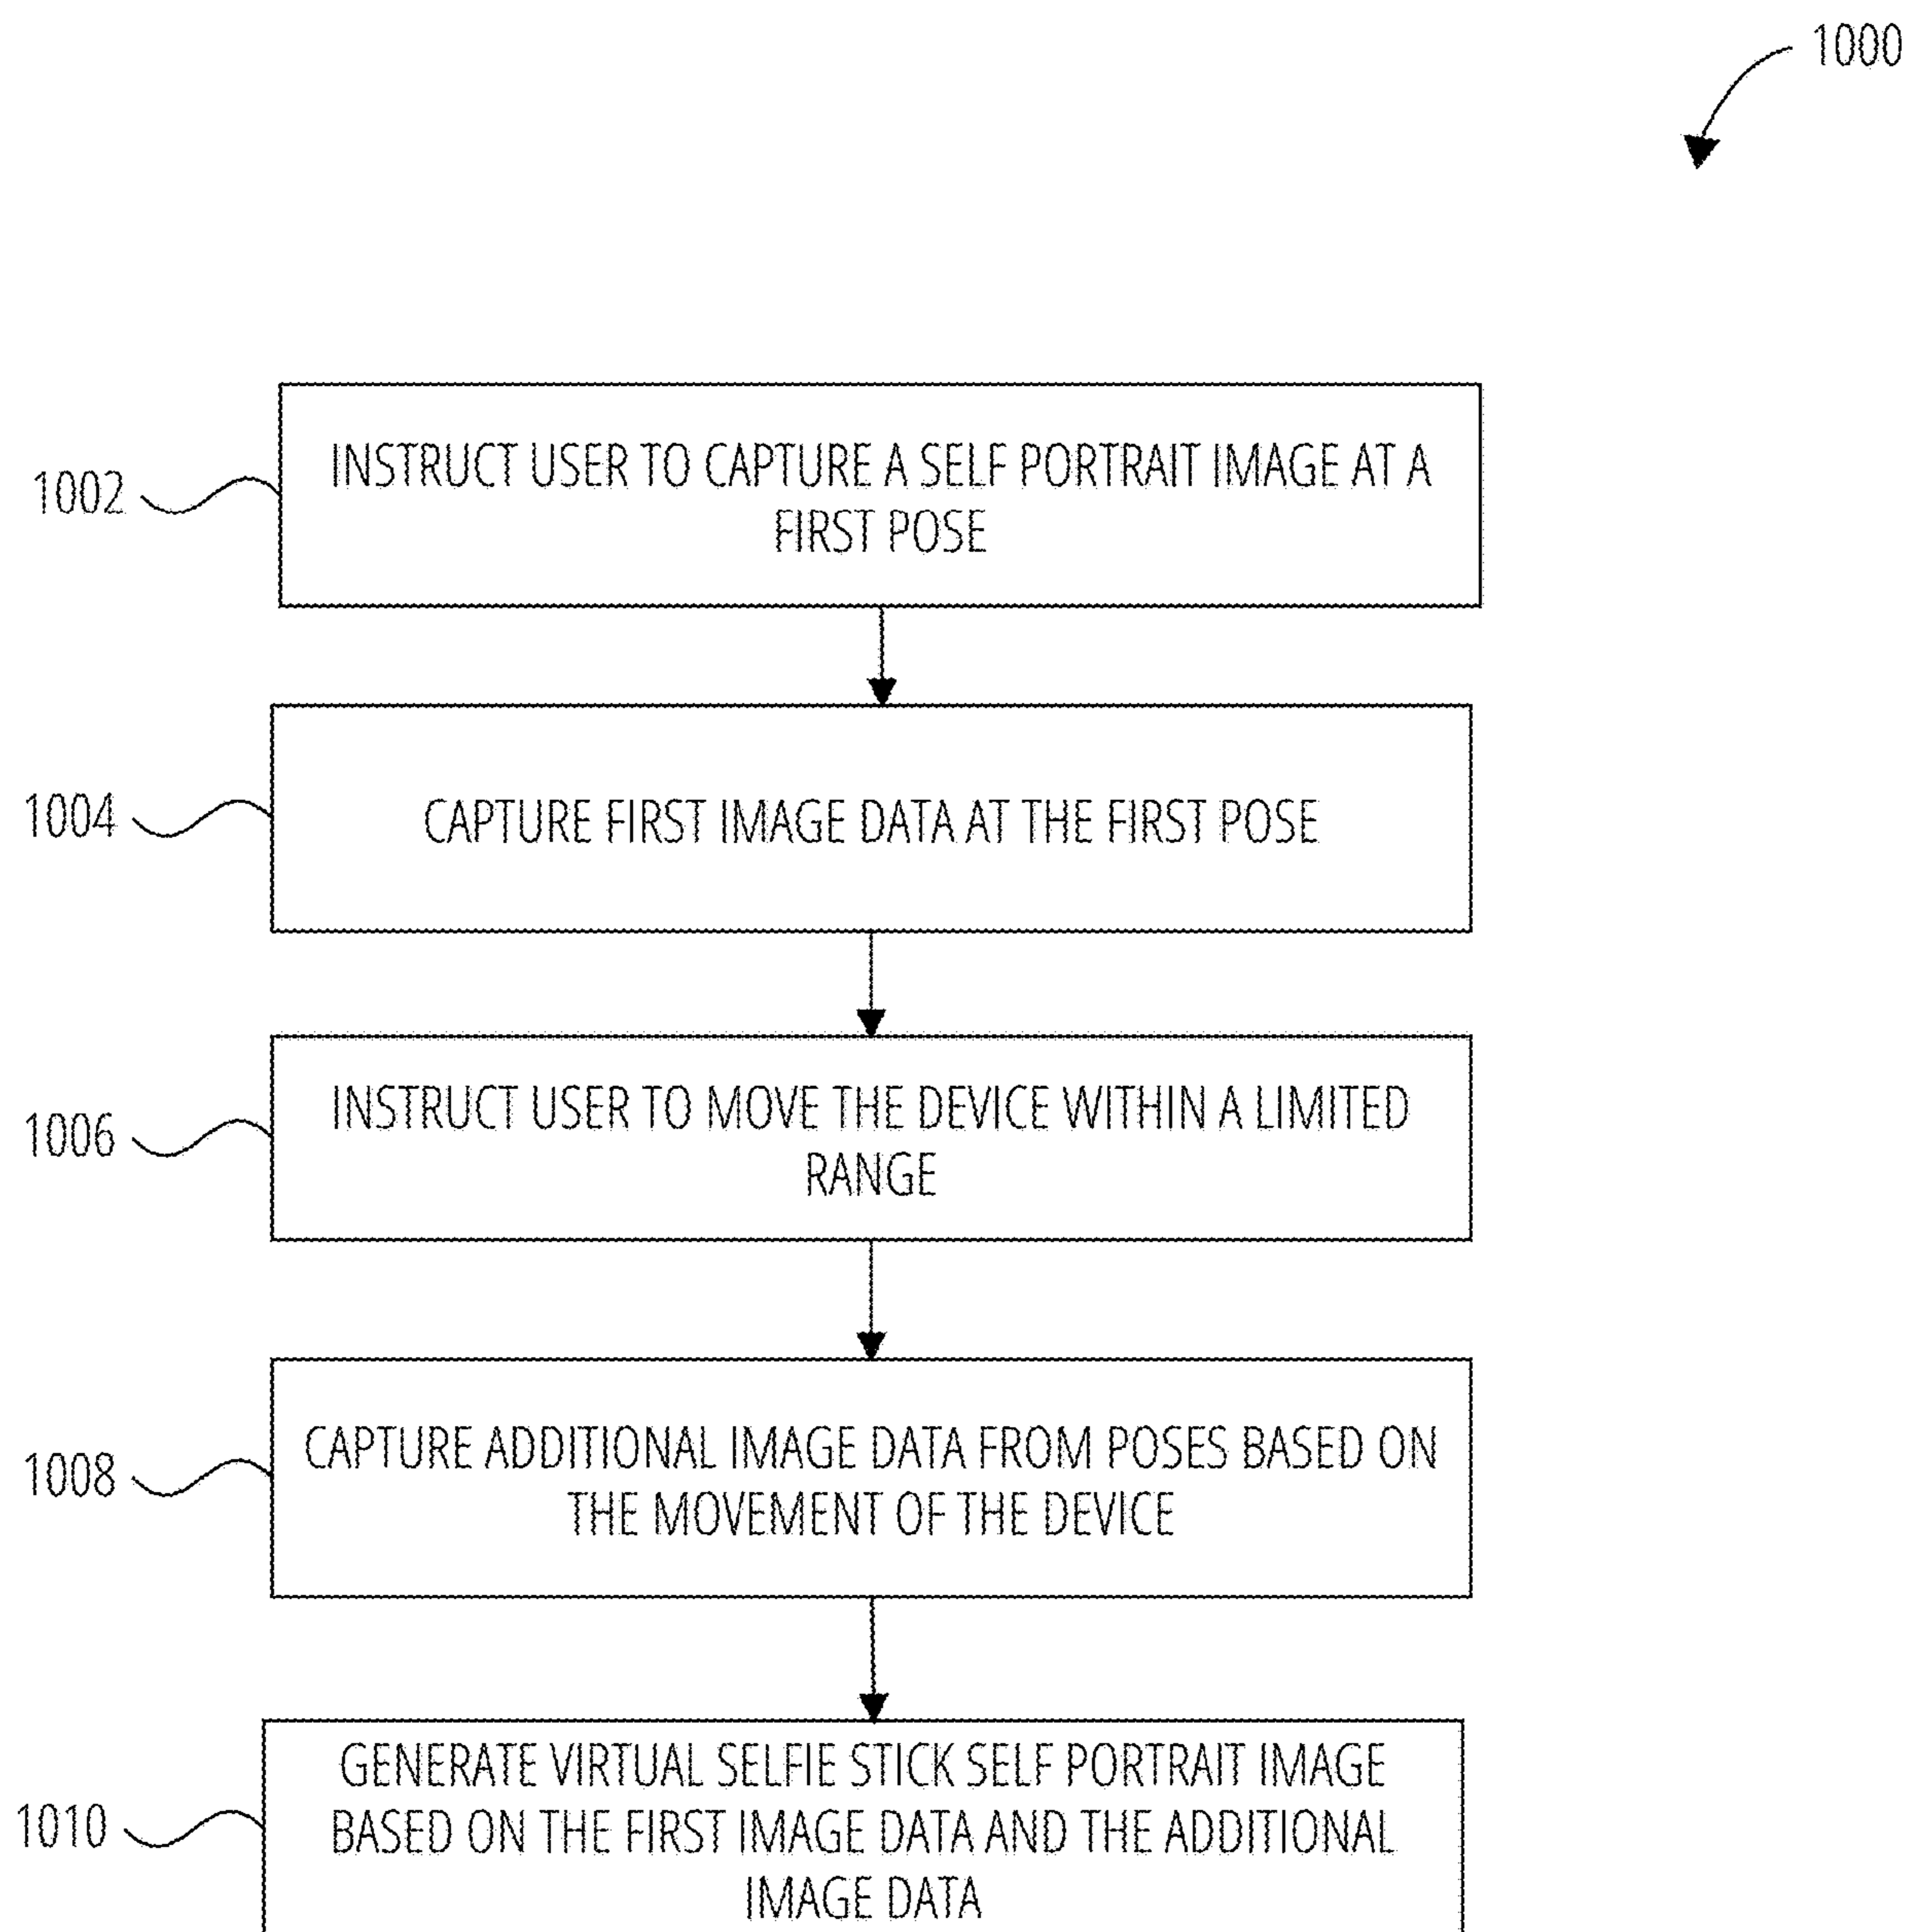 1000
1002
INSTRUCT USER TO CAPTURE A SELF PORTRAIT IMAGE AT A
FIRST POSE
1004
CAPTURE FIRST IMAGE DATA AT THE FIRST POSE
1006
INSTRUCT USER TO MOVE THE DEVICE WITHIN A LIMITED
RANGE
1008
CAPTURE ADDITIONAL IMAGE DATA FROM POSES BASED ON
THE MOVEMENT OF THE DEVICE
1010
GENERATE VIRTUAL SELFIE STICK SELF PORTRAIT IMAGE
BASED ON THE FIRST IMAGE DATA AND THE ADDITIONAL
IMAGE DATA